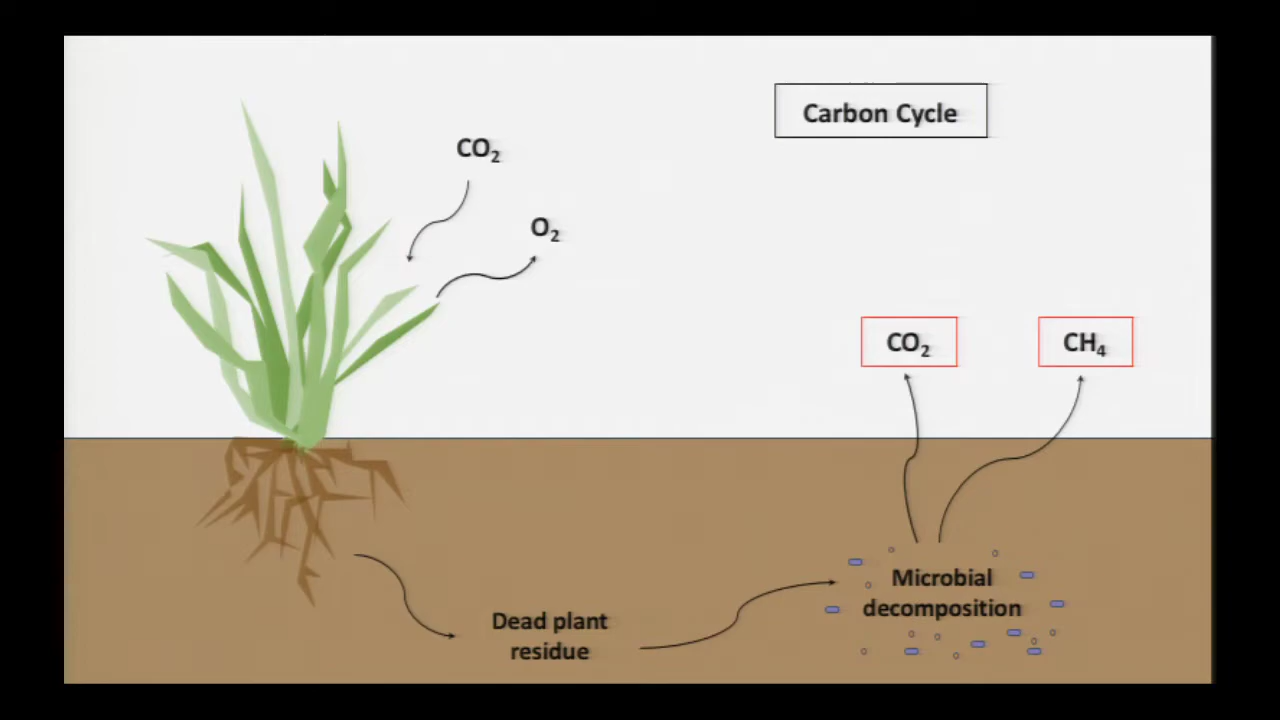 Carbon Cycle
CO₂
O₂
CO₂
CH₄
Microbial
decomposition
Dead plant
residue